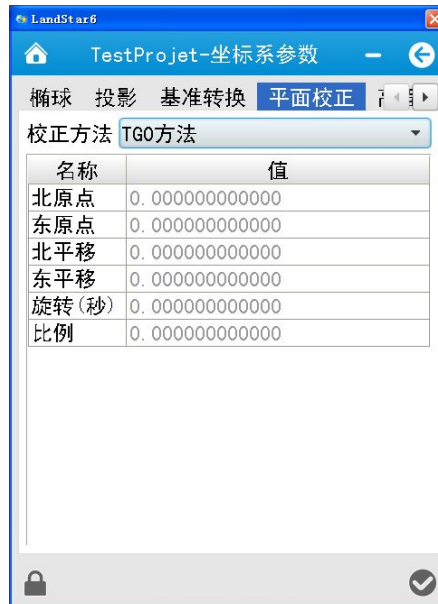 LandStar6
TestProjet-坐标系参数
椭球 投影 基准转换 平面校正
校正方法 TGO方法
名称 值
北原点 0.000000000000
东原点 0.000000000000
北平移 0.000000000000
东平移 0.000000000000
旋转(秒) 0.000000000000
比例 0.000000000000